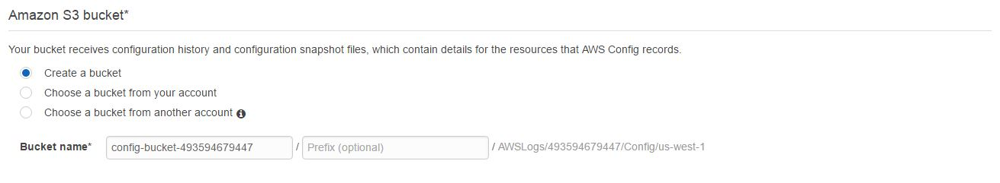 Amazon S3 bucket*
Your bucket receives configuration history and configuration snapshot files, which contain details for the resources that AWS Config records.
Create a bucket
Choose a bucket from your account
Choose a bucket from another account
Bucket name* config-bucket-493594679447 / Prefix (optional) / AWSLogs/493594679447/Config/us-west-1